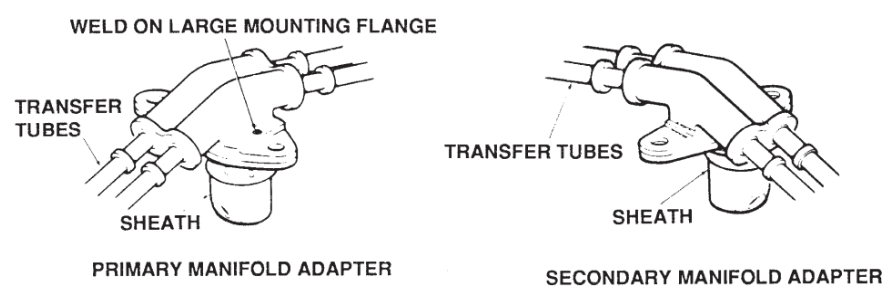 WELD ON LARGE MOUNTING FLANGE
TRANSFER
TUBES
SHEATH
PRIMARY MANIFOLD ADAPTER
TRANSFER TUBES
SHEATH
SECONDARY MANIFOLD ADAPTER